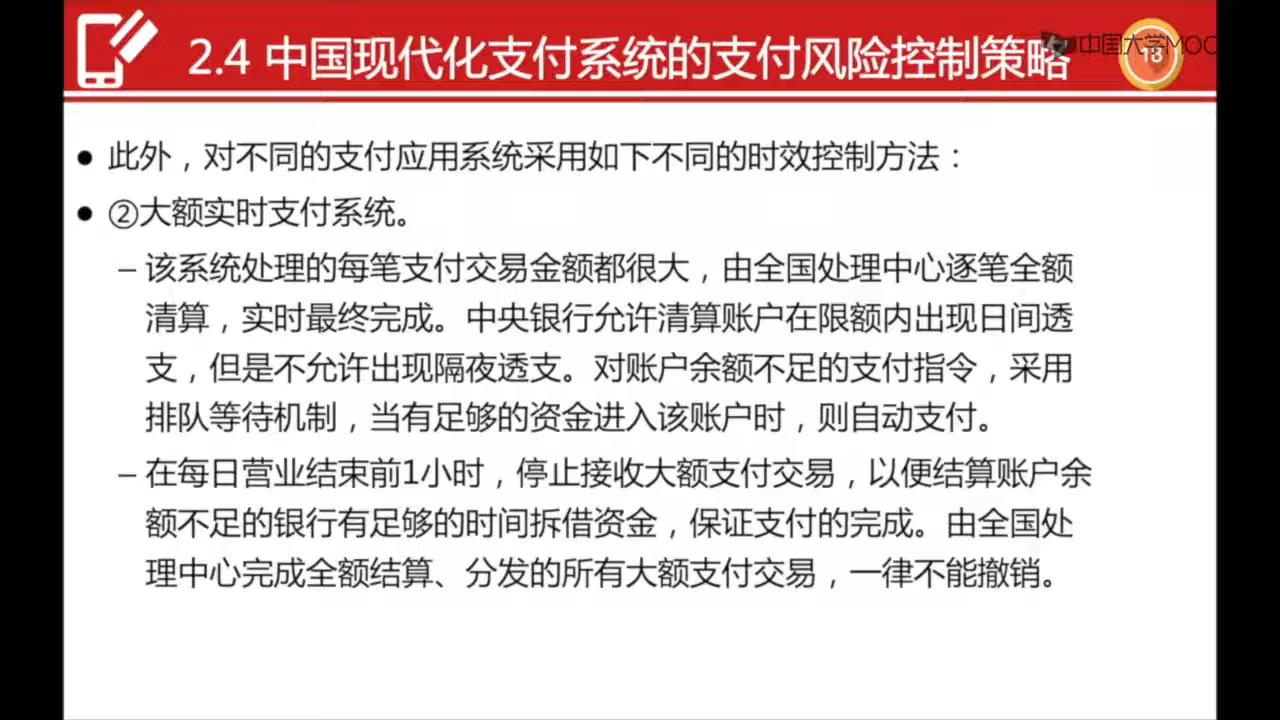 2.4 中国现代化支付系统的支付风险控制策略
中国大学MOO
18
● 此外，对不同的支付应用系统采用如下不同的时效控制方法：
● ②大额实时支付系统。
– 该系统处理的每笔支付交易金额都很大，由全国处理中心逐笔全额
清算，实时最终完成。中央银行允许清算账户在限额内出现日间透
支，但是不允许出现隔夜透支。对账户余额不足的支付指令，采用
排队等待机制，当有足够的资金进入该账户时，则自动支付。
– 在每日营业结束前1小时，停止接收大额支付交易，以便结算账户余
额不足的银行有足够的时间拆借资金，保证支付的完成。由全国处
理中心完成全额结算、分发的所有大额支付交易，一律不能撤销。